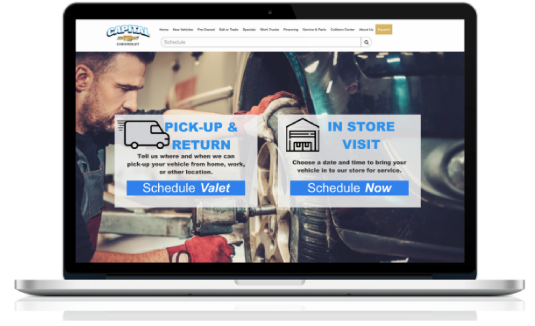 CAPITAL
CHEVROLET
Home New Vehicles Pre-Owned Sell or Trade Specials Work Trucks Financing Service & Parts Collision Center About Us Español
Schedule
PICK-UP &
RETURN
Tell us where and when we can
pick-up your vehicle from home, work,
or other location.
Schedule Valet
IN STORE
VISIT
Choose a date and time to bring your
vehicle in to our store for service.
Schedule Now